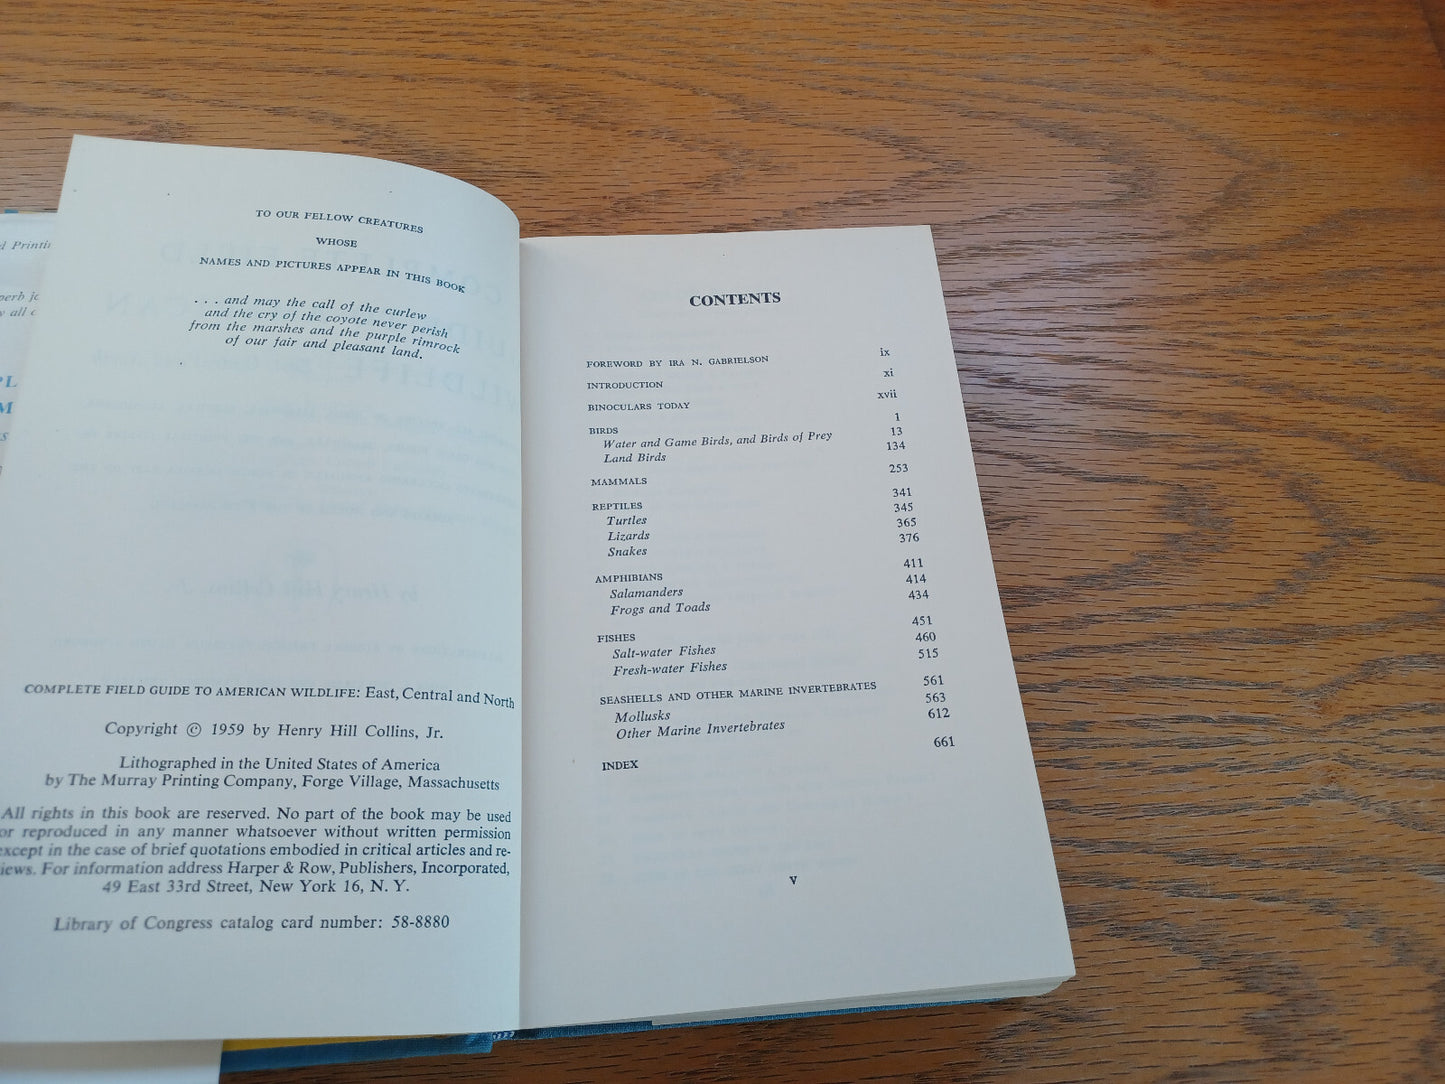 d Printin
perb jo
y all o
PL
M
TO OUR FELLOW CREATURES
WHOSE
NAMES AND PICTURES APPEAR IN THIS BOOK
. . . and may the call of the curlew
and the cry of the coyote never perish
from the marshes and the purple rimrock
of our fair and pleasant land.
COMPLETE FIELD GUIDE TO AMERICAN WILDLIFE: East, Central and North
Copyright © 1959 by Henry Hill Collins, Jr.
Lithographed in the United States of America
by The Murray Printing Company, Forge Village, Massachusetts
All rights in this book are reserved. No part of the book may be used
or reproduced in any manner whatsoever without written permission
except in the case of brief quotations embodied in critical articles and re-
iews. For information address Harper & Row, Publishers, Incorporated,
49 East 33rd Street, New York 16, N. Y.
Library of Congress catalog card number: 58-8880
CONTENTS
FOREWORD BY IRA N. GABRIELSON ix
INTRODUCTION xi
BINOCULARS TODAY xvii
BIRDS 1
Water and Game Birds, and Birds of Prey 13
Land Birds 134
MAMMALS 253
REPTILES 341
Turtles 345
Lizards 365
Snakes 376
AMPHIBIANS 411
Salamanders 414
Frogs and Toads 434
FISHES 451
Salt-water Fishes 460
Fresh-water Fishes 515
SEASHELLS AND OTHER MARINE INVERTEBRATES 561
Mollusks 563
Other Marine Invertebrates 612
INDEX 661
v